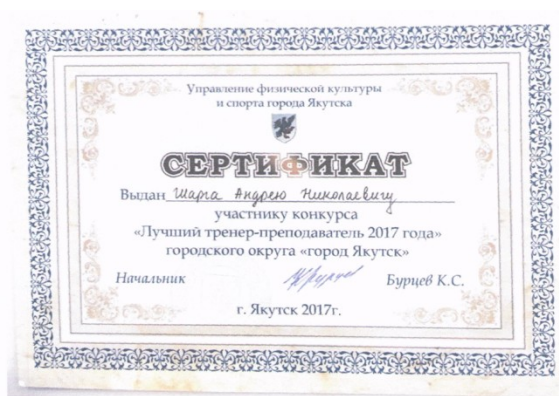 Управление физической культуры
и спорта города Якутска
СЕРТИФИКАТ
Выдан Шарга Андрею Николаевичу
участнику конкурса
«Лучший тренер-преподаватель 2017 года»
городского округа «город Якутск»
Начальник Бурцев К.С.
г. Якутск 2017г.